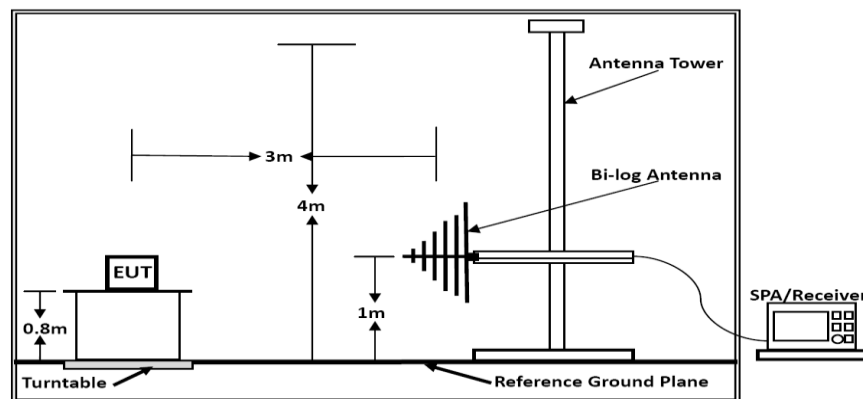 Antenna Tower
3m
Bi-log Antenna
4m
EUT
SPA/Receiver
0.8m
1m
Turntable
Reference Ground Plane